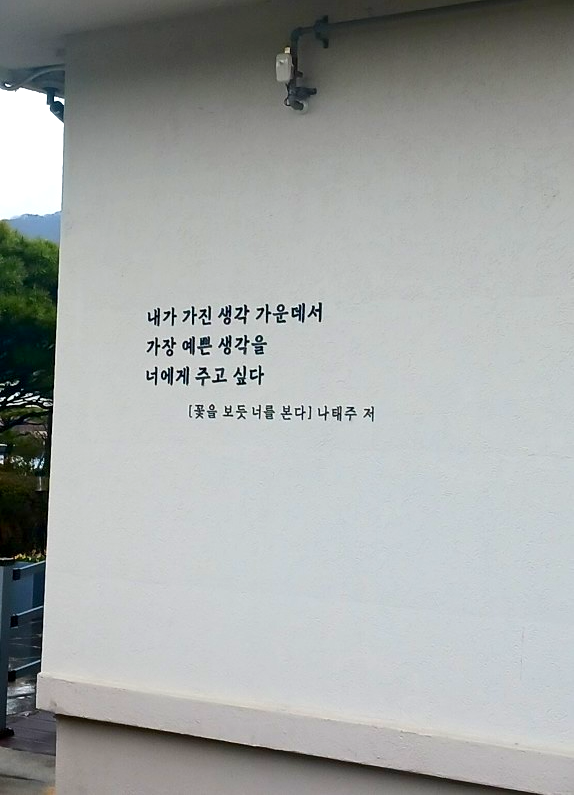 내가 가진 생각 가운데서
가장 예쁜 생각을
너에게 주고 싶다
[꽃을 보듯 너를 본다] 나태주 저